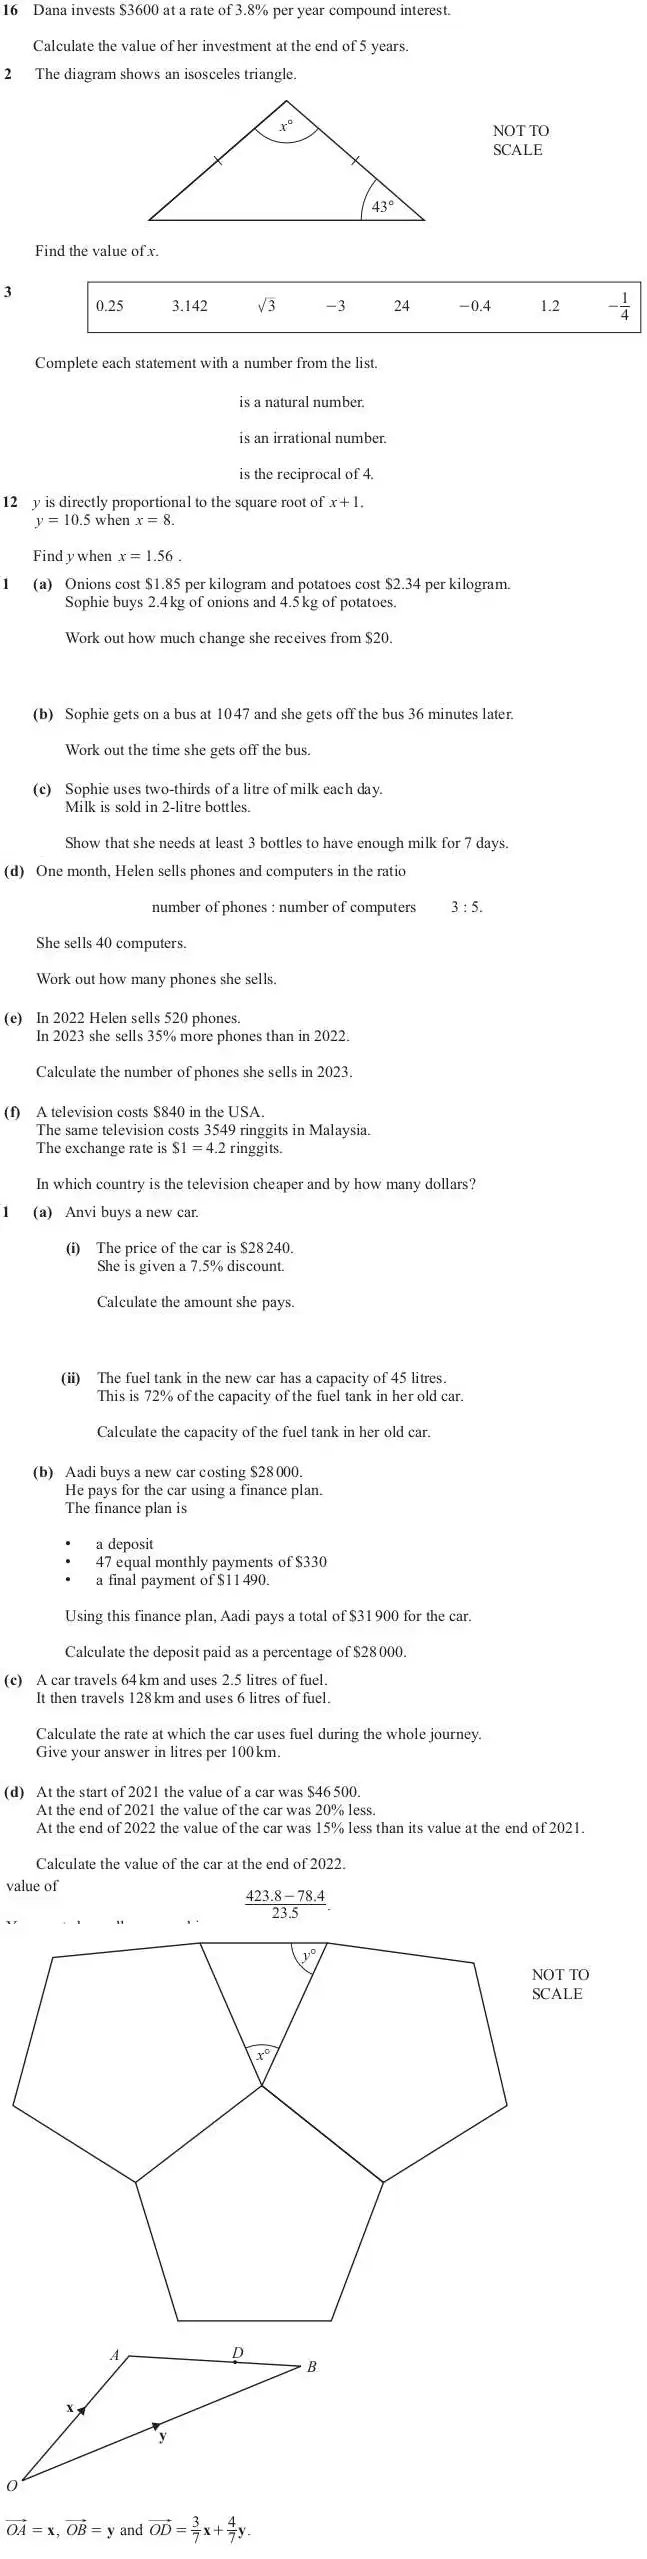 16 Dana invests $3600 at a rate of 3.8% per year compound interest.
Calculate the value of her investment at the end of 5 years.
2 The diagram shows an isosceles triangle.
x°
NOT TO
SCALE
43°
Find the value of x.
3
0.25 3.142 √3 −3 24 −0.4 1.2 −1/4
Complete each statement with a number from the list.
is a natural number.
is an irrational number.
is the reciprocal of 4.
12 y is directly proportional to the square root of x + 1.
y = 10.5 when x = 8.
Find y when x = 1.56 .
1 (a) Onions cost $1.85 per kilogram and potatoes cost $2.34 per kilogram.
Sophie buys 2.4 kg of onions and 4.5 kg of potatoes.
Work out how much change she receives from $20.
(b) Sophie gets on a bus at 10 47 and she gets off the bus 36 minutes later.
Work out the time she gets off the bus.
(c) Sophie uses two-thirds of a litre of milk each day.
Milk is sold in 2-litre bottles.
Show that she needs at least 3 bottles to have enough milk for 7 days.
(d) One month, Helen sells phones and computers in the ratio
number of phones : number of computers 3 : 5.
She sells 40 computers.
Work out how many phones she sells.
(e) In 2022 Helen sells 520 phones.
In 2023 she sells 35% more phones than in 2022.
Calculate the number of phones she sells in 2023.
(f) A television costs $840 in the USA.
The same television costs 3549 ringgits in Malaysia.
The exchange rate is $1 = 4.2 ringgits.
In which country is the television cheaper and by how many dollars?
1 (a) Anvi buys a new car.
(i) The price of the car is $28 240.
She is given a 7.5% discount.
Calculate the amount she pays.
(ii) The fuel tank in the new car has a capacity of 45 litres.
This is 72% of the capacity of the fuel tank in her old car.
Calculate the capacity of the fuel tank in her old car.
(b) Aadi buys a new car costing $28 000.
He pays for the car using a finance plan.
The finance plan is
• a deposit
• 47 equal monthly payments of $330
• a final payment of $11 490.
Using this finance plan, Aadi pays a total of $31 900 for the car.
Calculate the deposit paid as a percentage of $28 000.
(c) A car travels 64 km and uses 2.5 litres of fuel.
It then travels 128 km and uses 6 litres of fuel.
Calculate the rate at which the car uses fuel during the whole journey.
Give your answer in litres per 100 km.
(d) At the start of 2021 the value of a car was $46 500.
At the end of 2021 the value of the car was 20% less.
At the end of 2022 the value of the car was 15% less than its value at the end of 2021.
Calculate the value of the car at the end of 2022.
value of
423.8 − 78.4
23.5 .
y°
NOT TO
SCALE
x°
A D B
x
y
O
OA = x, OB = y and OD = 3/7 x + 4/7 y.